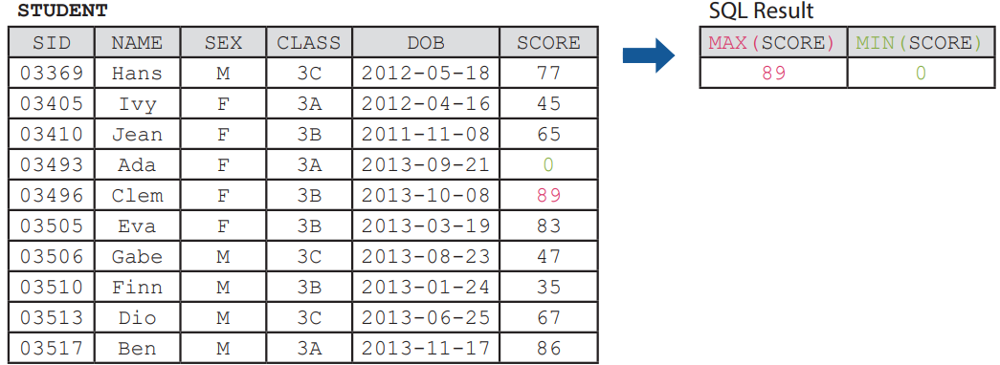 STUDENT
SID NAME SEX CLASS DOB SCORE
03369 Hans M 3C 2012-05-18 77
03405 Ivy F 3A 2012-04-16 45
03410 Jean F 3B 2011-11-08 65
03493 Ada F 3A 2013-09-21 0
03496 Clem F 3B 2013-10-08 89
03505 Eva F 3B 2013-03-19 83
03506 Gabe M 3C 2013-08-23 47
03510 Finn M 3B 2013-01-24 35
03513 Dio M 3C 2013-06-25 67
03517 Ben M 3A 2013-11-17 86
SQL Result
MAX(SCORE) MIN(SCORE)
89 0